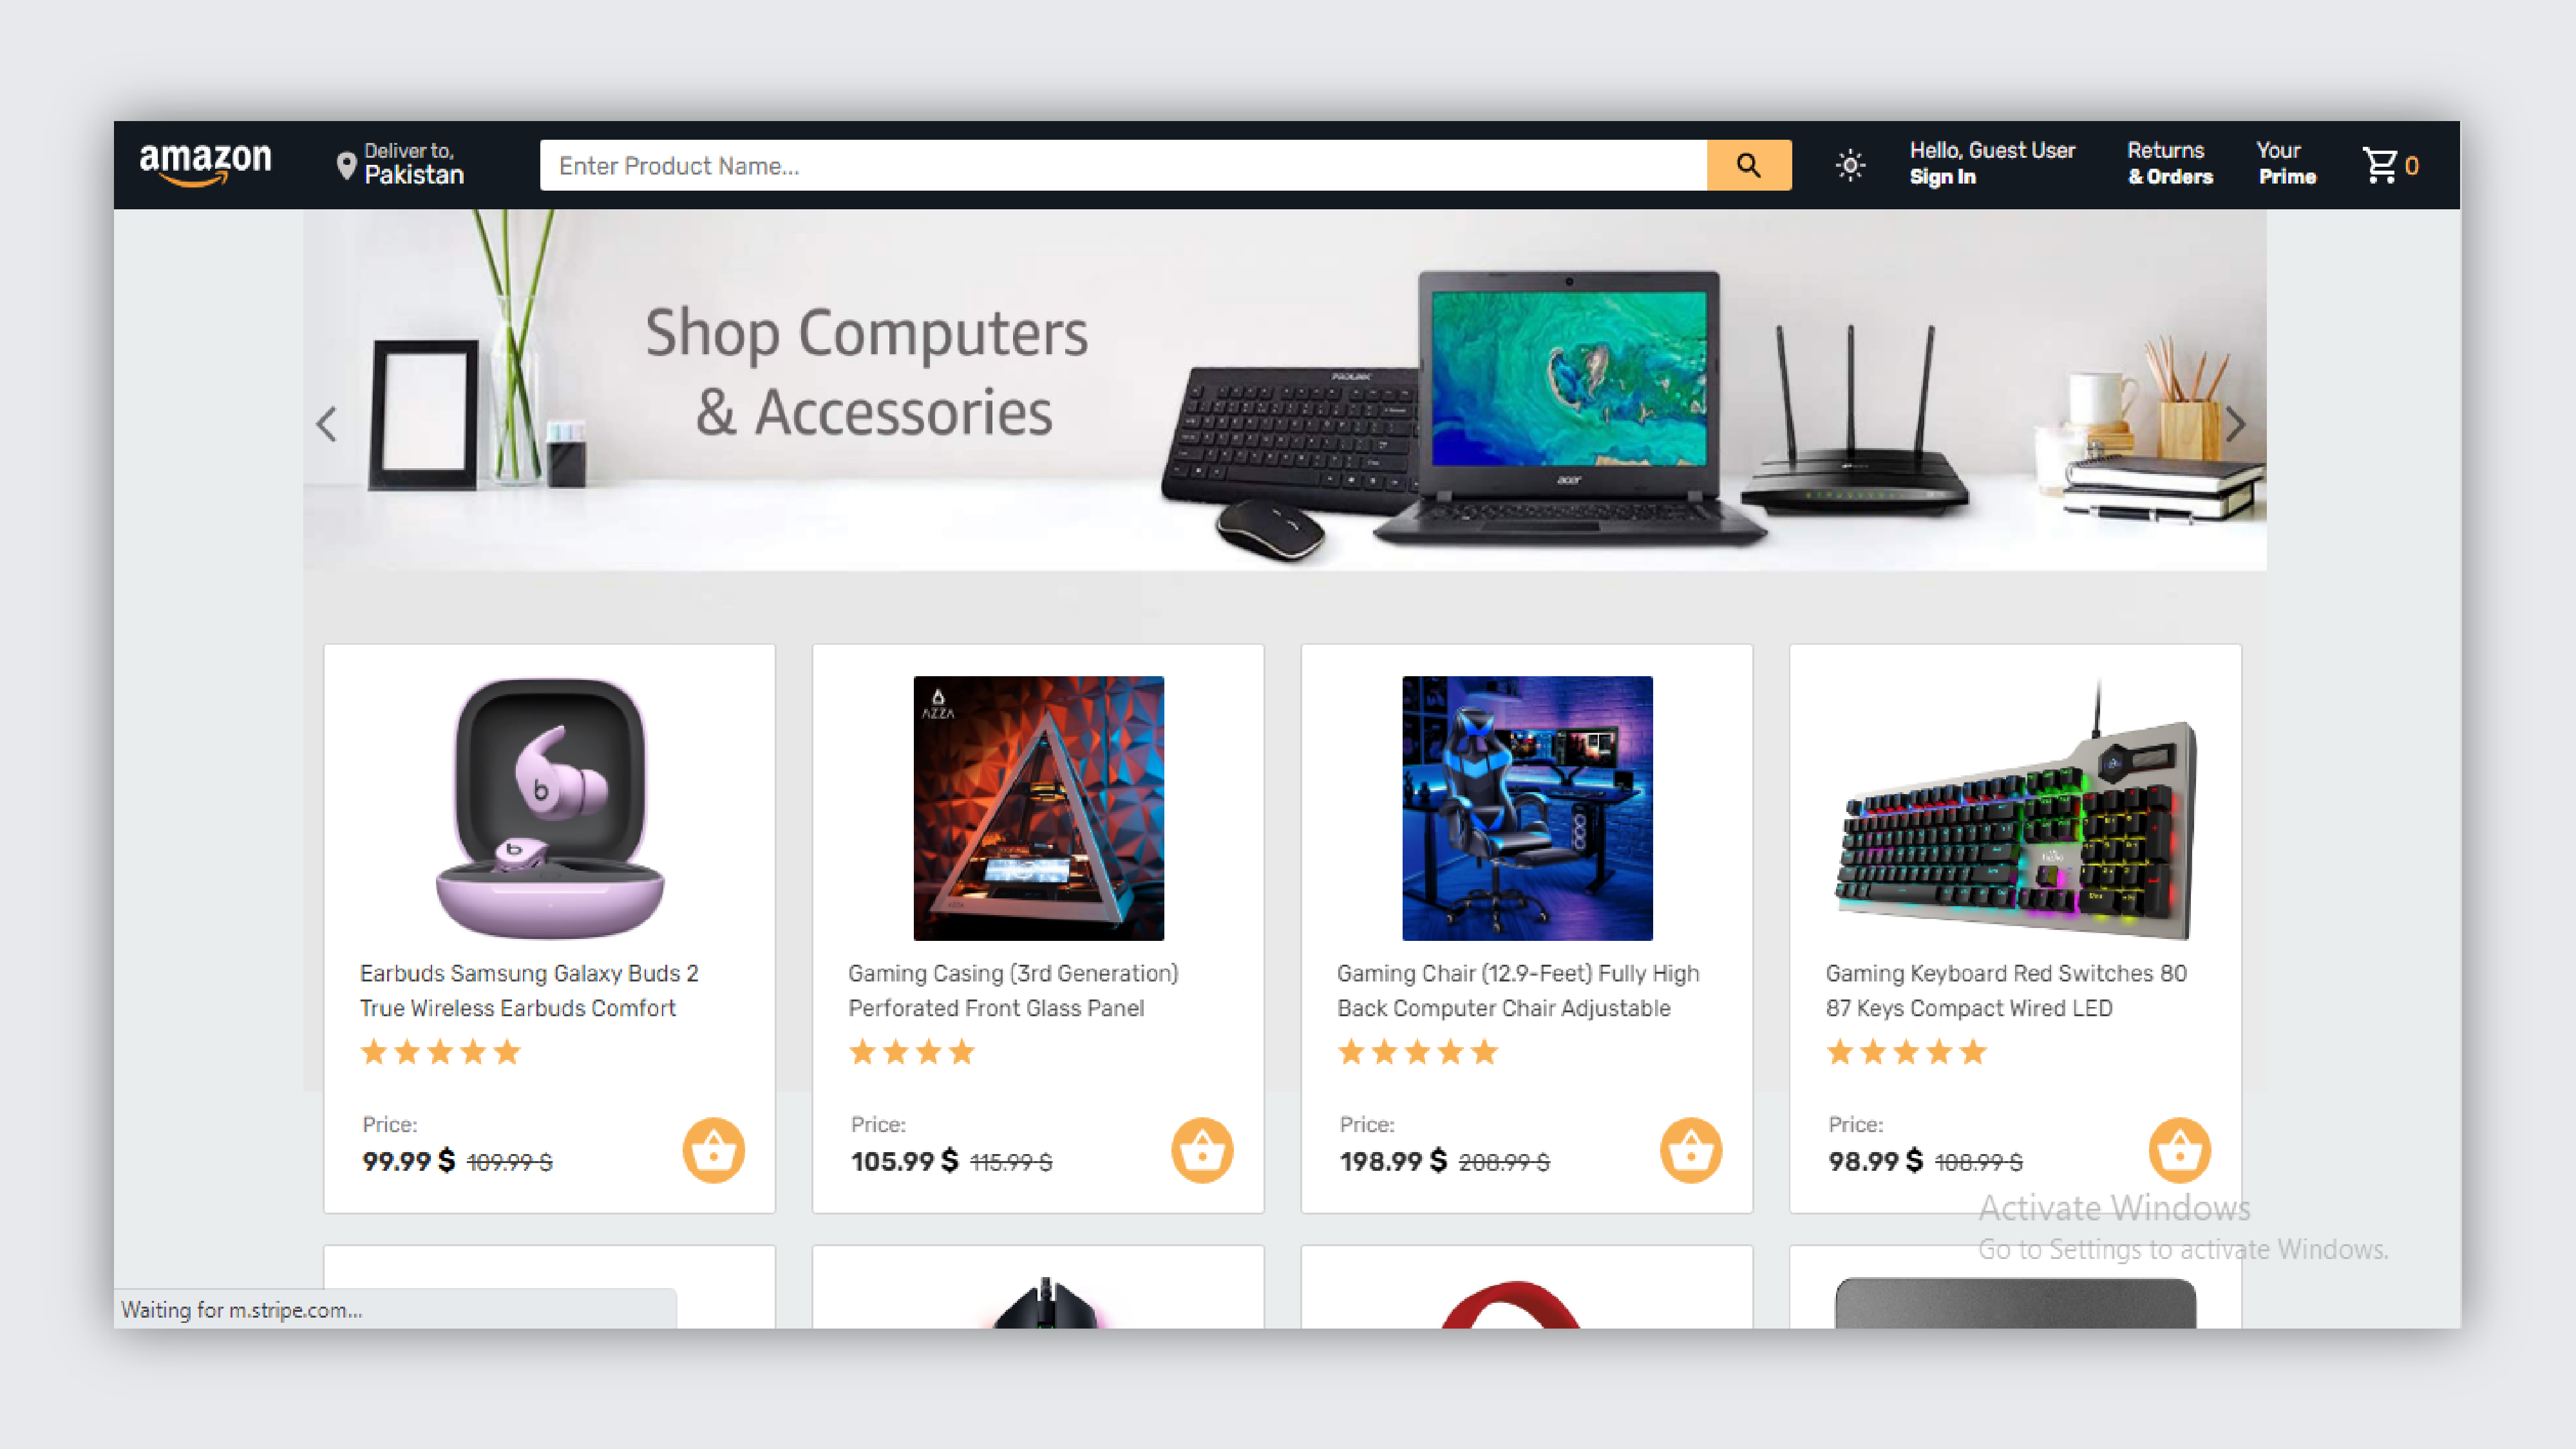 amazon
Deliver to,
Pakistan
Enter Product Name...
Hello, Guest User
Sign In
Returns
& Orders
Your
Prime
0
Shop Computers
& Accessories
PROLINK
acer
AZZA
Earbuds Samsung Galaxy Buds 2
True Wireless Earbuds Comfort
Price:
99.99 $ 109.99 $
Gaming Casing (3rd Generation)
Perforated Front Glass Panel
Price:
105.99 $ 115.99 $
Gaming Chair (12.9-Feet) Fully High
Back Computer Chair Adjustable
Price:
198.99 $ 208.99 $
Gaming Keyboard Red Switches 80
87 Keys Compact Wired LED
Price:
98.99 $ 108.99 $
Activate Windows
Go to Settings to activate Windows.
Waiting for m.stripe.com...